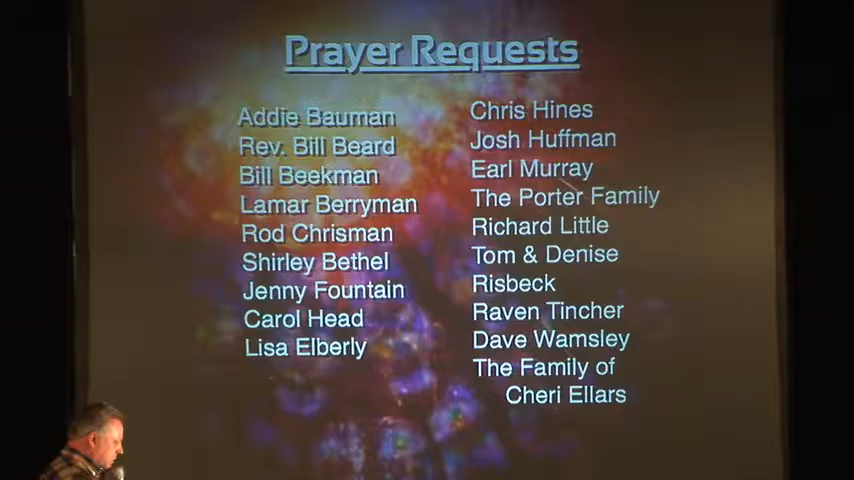 Prayer Requests
Addie Bauman
Rev. Bill Beard
Bill Beekman
Lamar Berryman
Rod Chrisman
Shirley Bethel
Jenny Fountain
Carol Head
Lisa Elberly
Chris Hines
Josh Huffman
Earl Murray
The Porter Family
Richard Little
Tom & Denise
Risbeck
Raven Tincher
Dave Wamsley
The Family of
Cheri Ellars